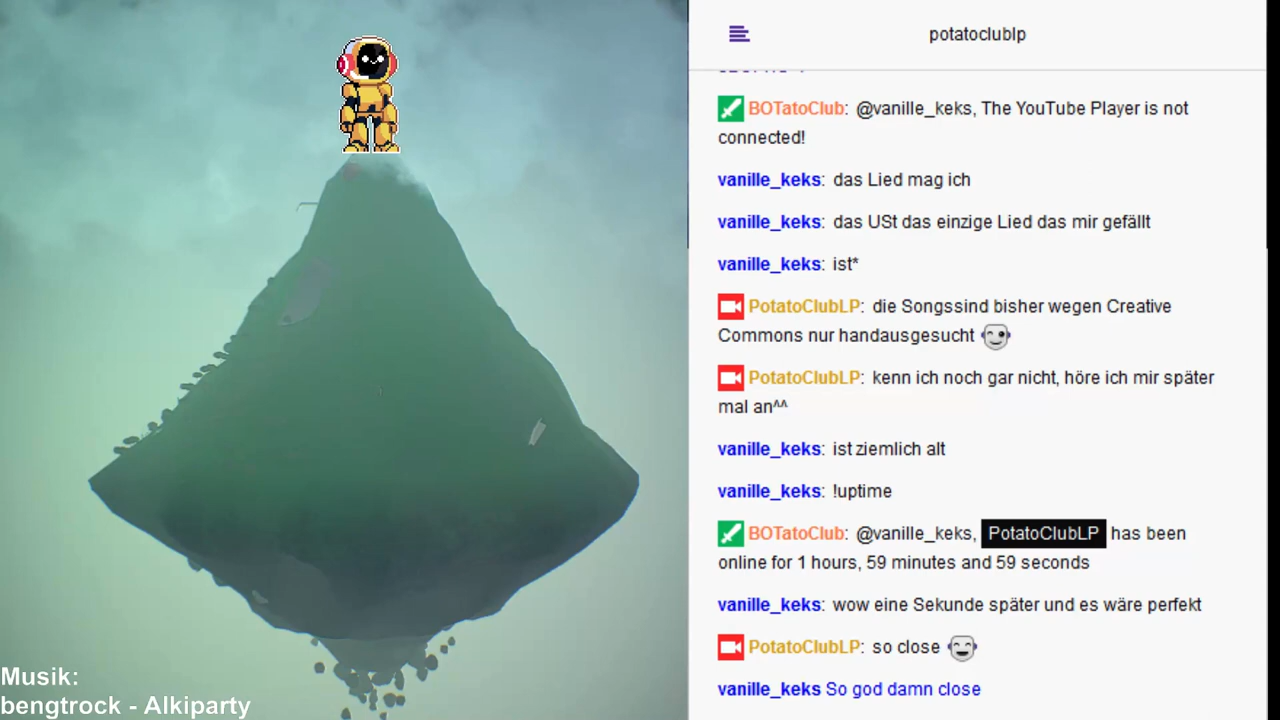 potatoclublp
BOTatoClub: @vanille_keks, The YouTube Player is not
connected!
vanille_keks: das Lied mag ich
vanille_keks: das USt das einzige Lied das mir gefällt
vanille_keks: ist*
PotatoClubLP: die Songssind bisher wegen Creative
Commons nur handausgesucht
PotatoClubLP: kenn ich noch gar nicht, höre ich mir später
mal an^^
vanille_keks: ist ziemlich alt
vanille_keks: !uptime
BOTatoClub: @vanille_keks, PotatoClubLP has been
online for 1 hours, 59 minutes and 59 seconds
vanille_keks: wow eine Sekunde später und es wäre perfekt
PotatoClubLP: so close
vanille_keks So god damn close
Musik:
bengtrock - Alkiparty